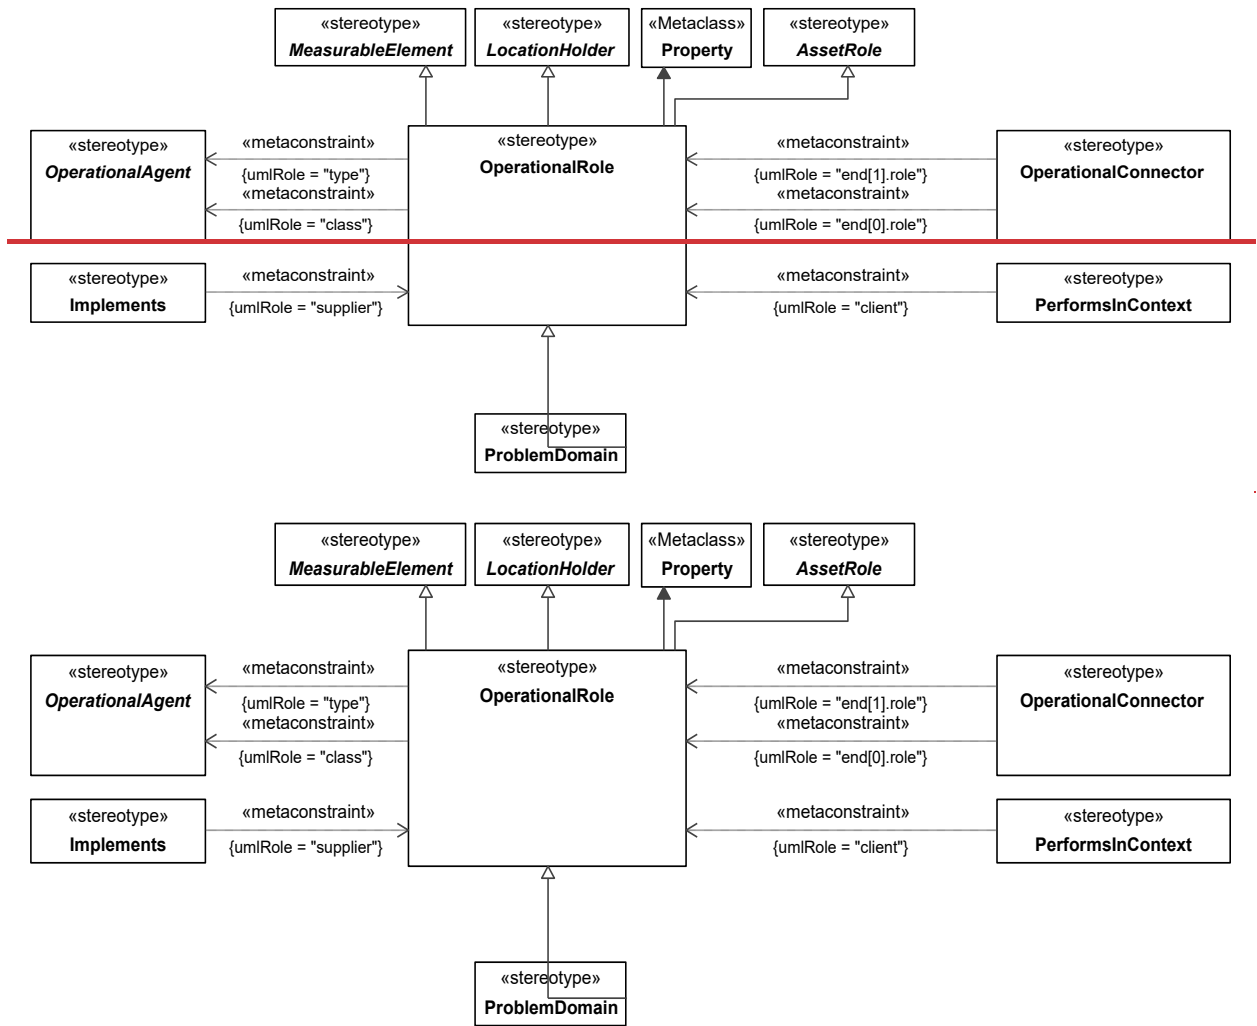 «stereotype»
MeasurableElement
«stereotype»
LocationHolder
«Metaclass»
Property
«stereotype»
AssetRole
«stereotype»
OperationalAgent
«metaconstraint»
{umlRole = "type"}
«metaconstraint»
{umlRole = "class"}
«stereotype»
OperationalRole
«metaconstraint»
{umlRole = "end[1].role"}
«metaconstraint»
{umlRole = "end[0].role"}
«stereotype»
OperationalConnector
«stereotype»
Implements
«metaconstraint»
{umlRole = "supplier"}
«metaconstraint»
{umlRole = "client"}
«stereotype»
PerformsInContext
«stereotype»
ProblemDomain
«stereotype»
MeasurableElement
«stereotype»
LocationHolder
«Metaclass»
Property
«stereotype»
AssetRole
«stereotype»
OperationalAgent
«metaconstraint»
{umlRole = "type"}
«metaconstraint»
{umlRole = "class"}
«stereotype»
OperationalRole
«metaconstraint»
{umlRole = "end[1].role"}
«metaconstraint»
{umlRole = "end[0].role"}
«stereotype»
OperationalConnector
«stereotype»
Implements
«metaconstraint»
{umlRole = "supplier"}
«metaconstraint»
{umlRole = "client"}
«stereotype»
PerformsInContext
«stereotype»
ProblemDomain